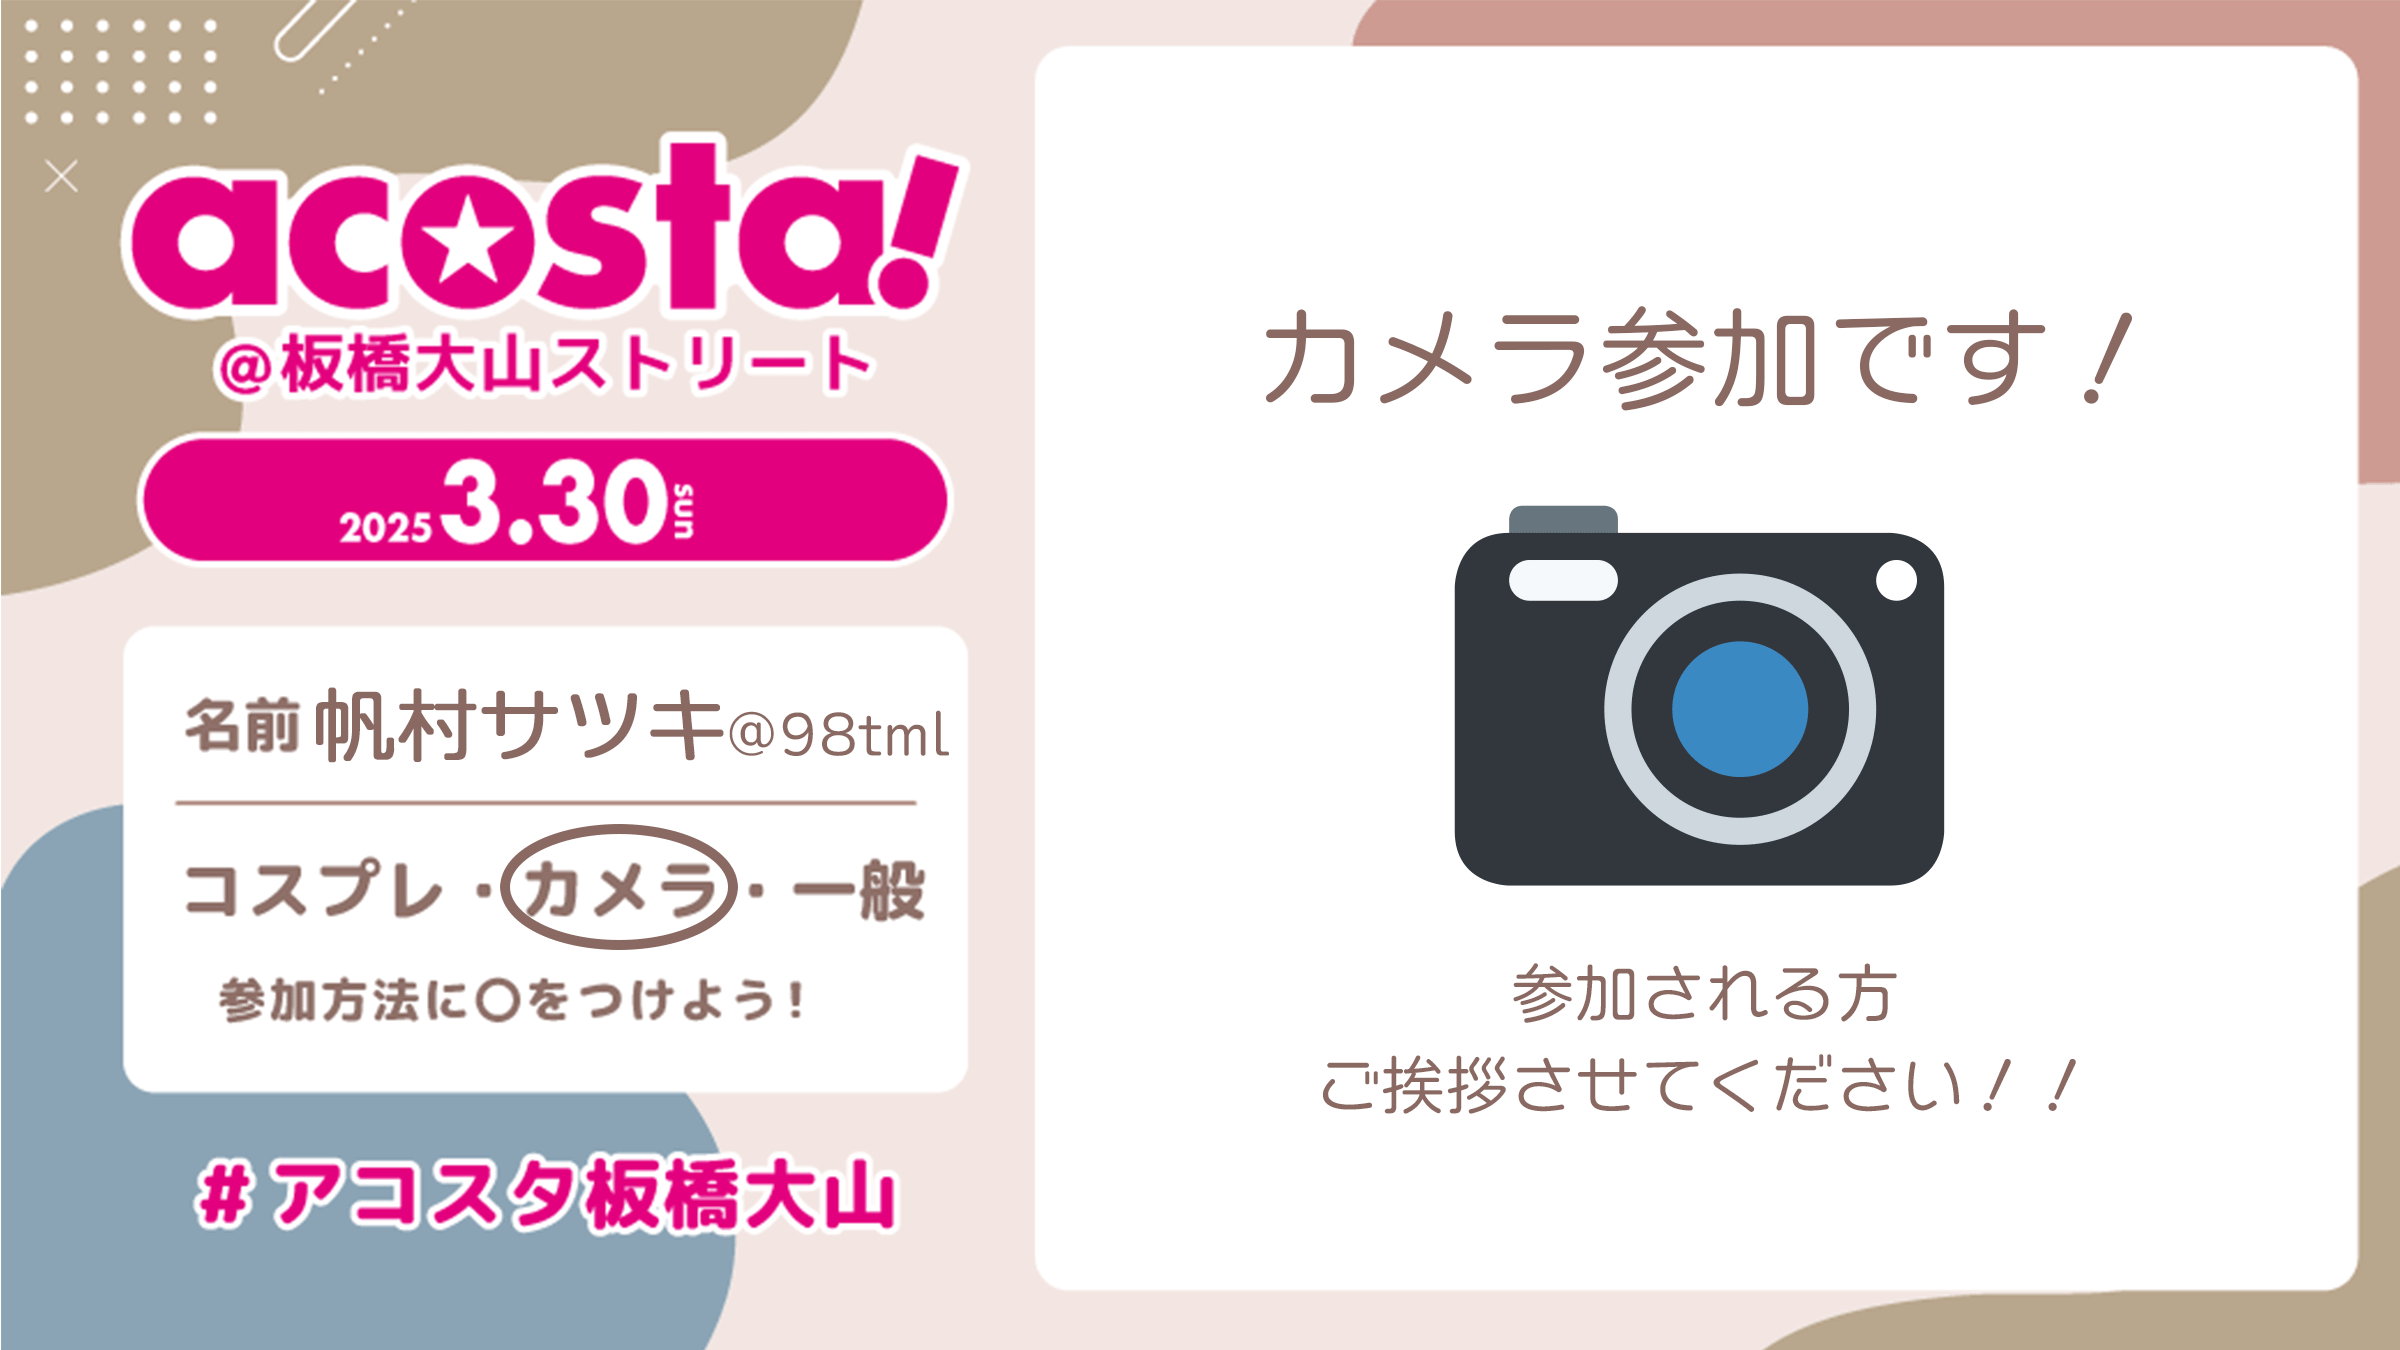 acosta!
@板橋大山ストリート
2025 3.30 sun
名前 帆村サツキ@98tml
コスプレ・カメラ・一般
参加方法に〇をつけよう!
#アコスタ板橋大山
カメラ参加です!
参加される方
ご挨拶させてください!!